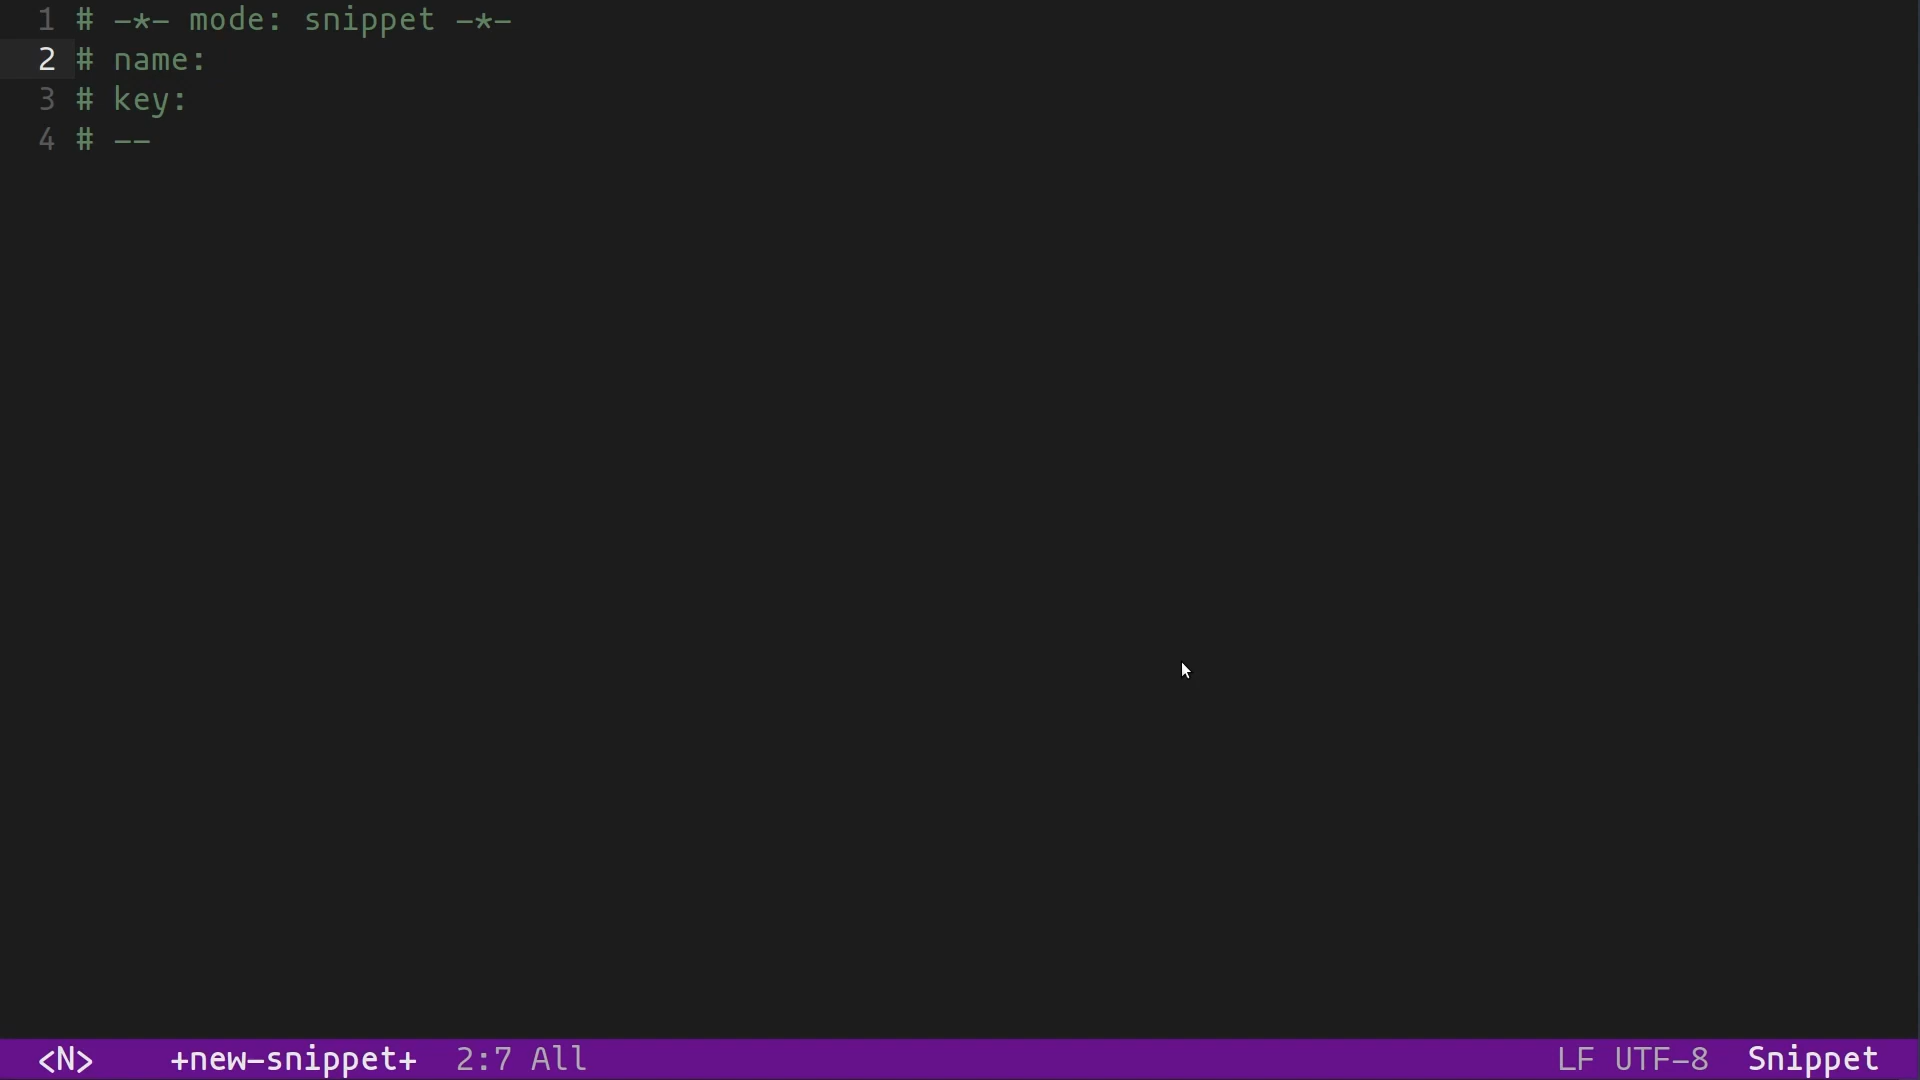 1 # -*- mode: snippet -*-
2 # name:
3 # key:
4 # --
<N> +new-snippet+ 2:7 All LF UTF-8 Snippet